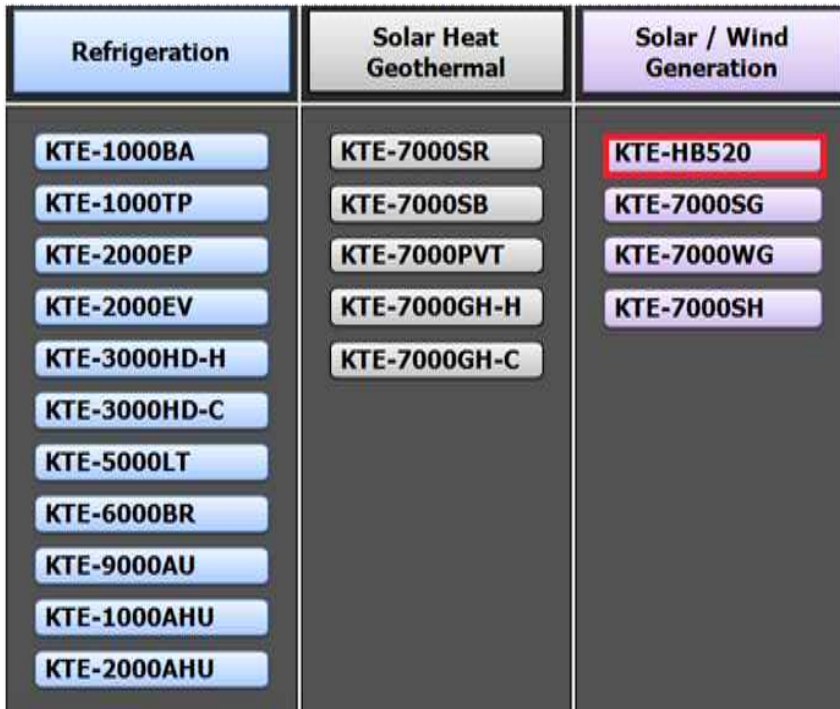 Refrigeration
Solar Heat
Geothermal
Solar / Wind
Generation
KTE-1000BA
KTE-1000TP
KTE-2000EP
KTE-2000EV
KTE-3000HD-H
KTE-3000HD-C
KTE-5000LT
KTE-6000BR
KTE-9000AU
KTE-1000AHU
KTE-2000AHU
KTE-7000SR
KTE-7000SB
KTE-7000PVT
KTE-7000GH-H
KTE-7000GH-C
KTE-HB520
KTE-7000SG
KTE-7000WG
KTE-7000SH